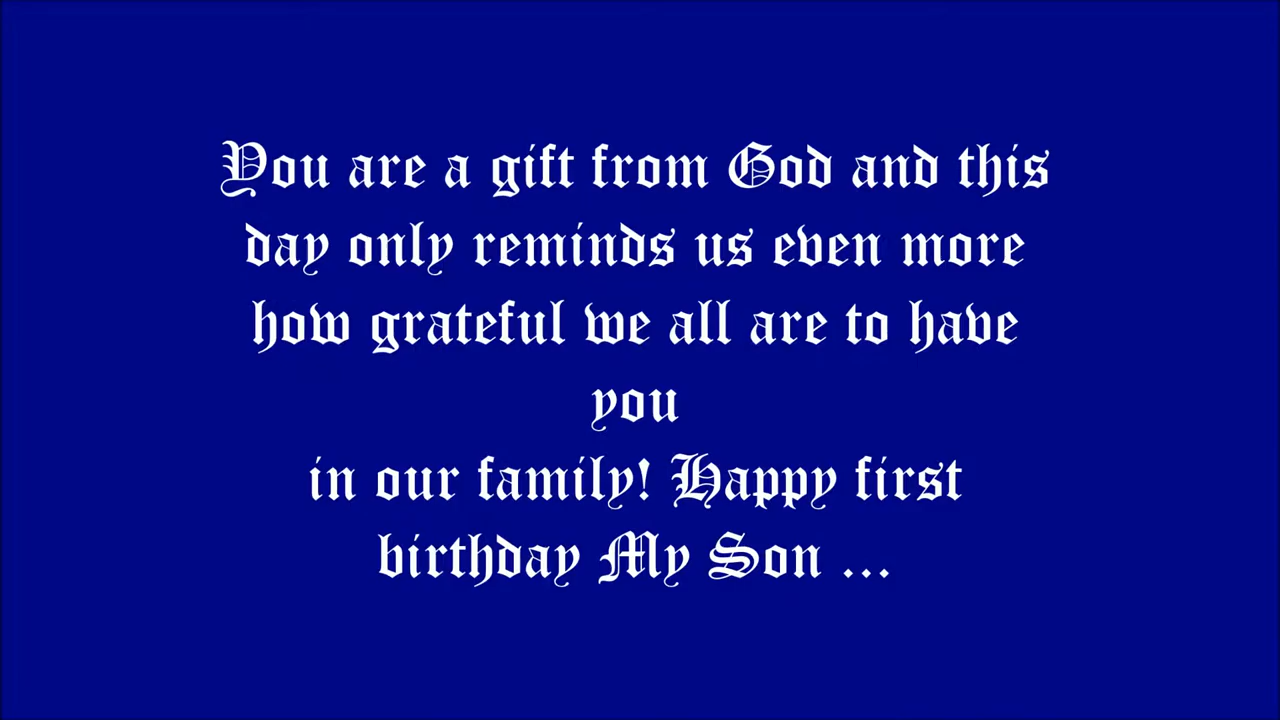 You are a gift from God and this
day only reminds us even more
how grateful we all are to have
you
in our family! Happy first
birthday My Son ...